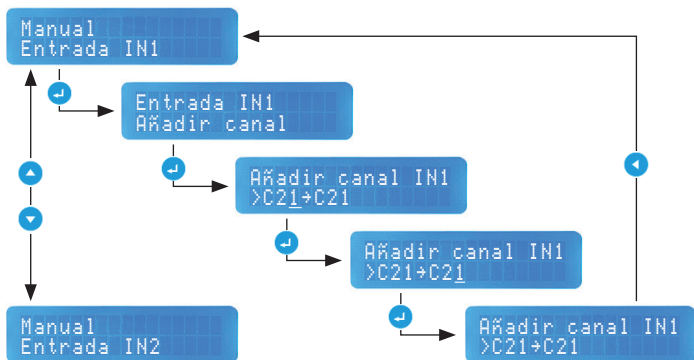 Manual
Entrada IN1
Entrada IN1
Añadir canal
Añadir canal IN1
>C21→C21
Añadir canal IN1
>C21→C21
Añadir canal IN1
>C21→C21
Manual
Entrada IN2